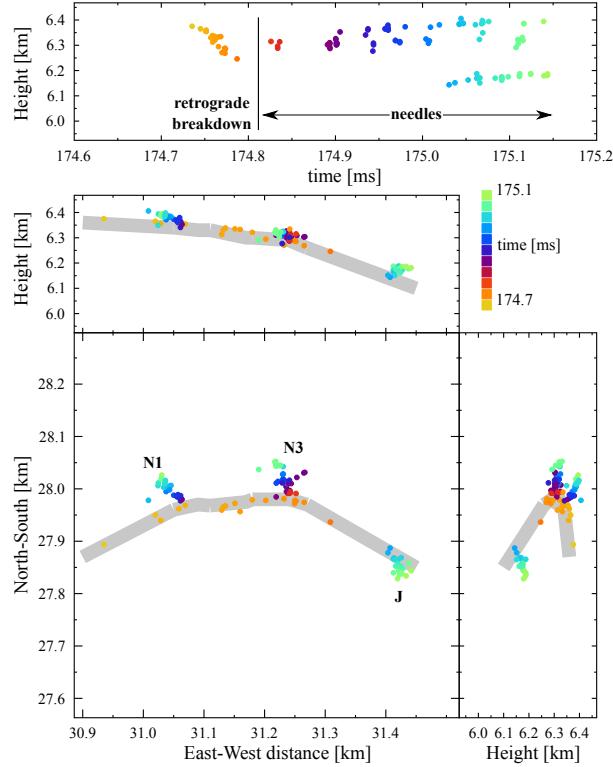 Height [km]
6.4
6.3
6.2
6.1
6.0
retrograde
breakdown
needles
174.6 174.7 174.8 174.9 175.0 175.1 175.2
time [ms]
Height [km]
6.4
6.3
6.2
6.1
6.0
175.1
time [ms]
174.7
North-South [km]
28.2
28.1
28.0
27.9
27.8
27.7
27.6
N1
N3
J
30.9 31.0 31.1 31.2 31.3 31.4
East-West distance [km]
6.0 6.1 6.2 6.3 6.4
Height [km]